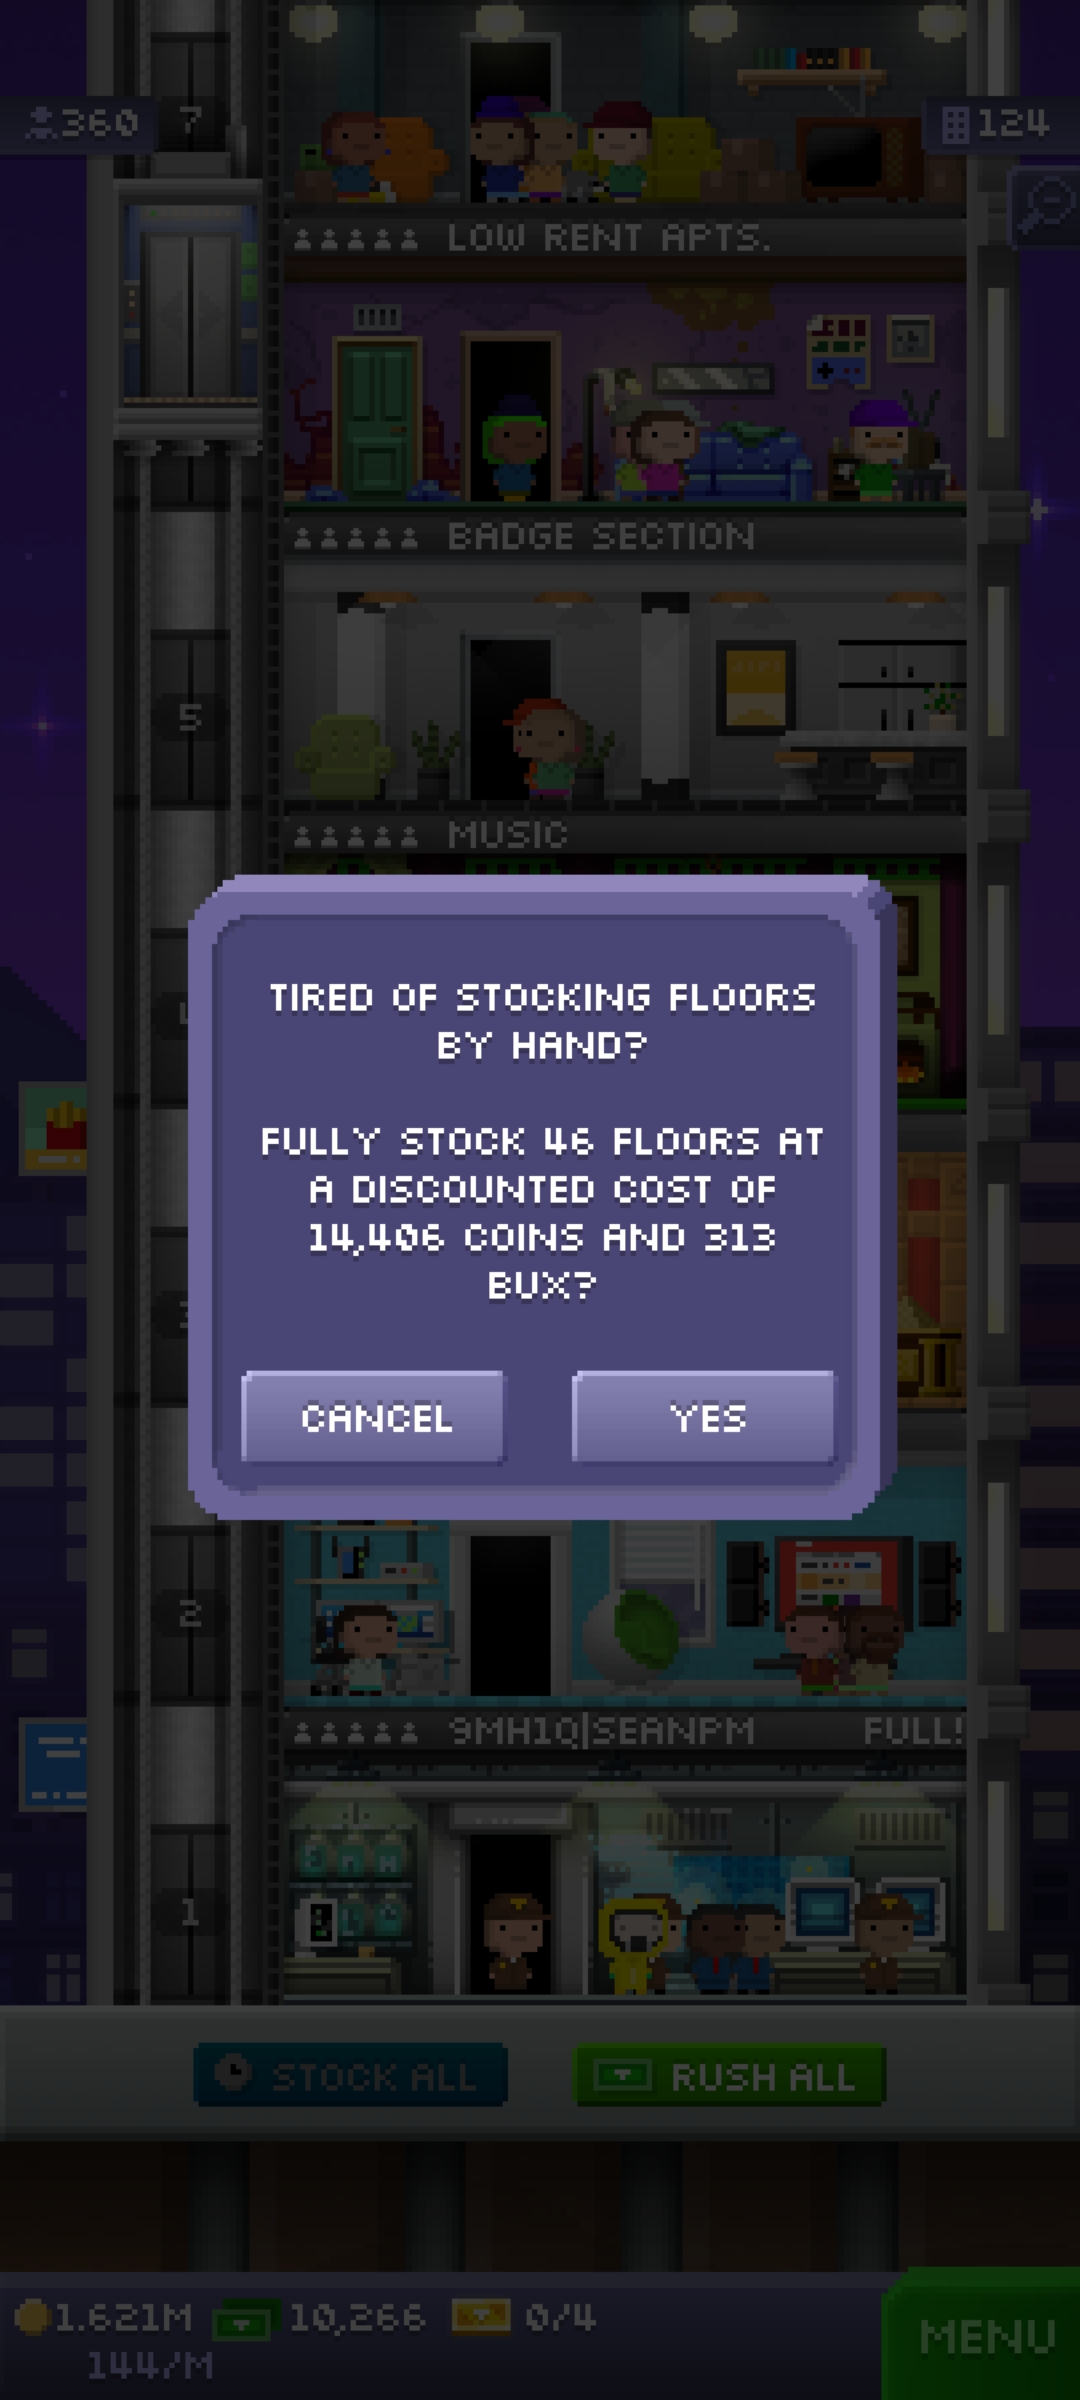 360
7
124
LOW RENT APTS.
BADGE SECTION
5
MUSIC
TIRED OF STOCKING FLOORS
BY HAND?
FULLY STOCK 46 FLOORS AT
A DISCOUNTED COST OF
14,406 COINS AND 313
BUX?
CANCEL
YES
3
2
9MH1Q|SEANPM
FULL!
1
STOCK ALL
RUSH ALL
1.621M
10,266
0/4
144/M
MENU